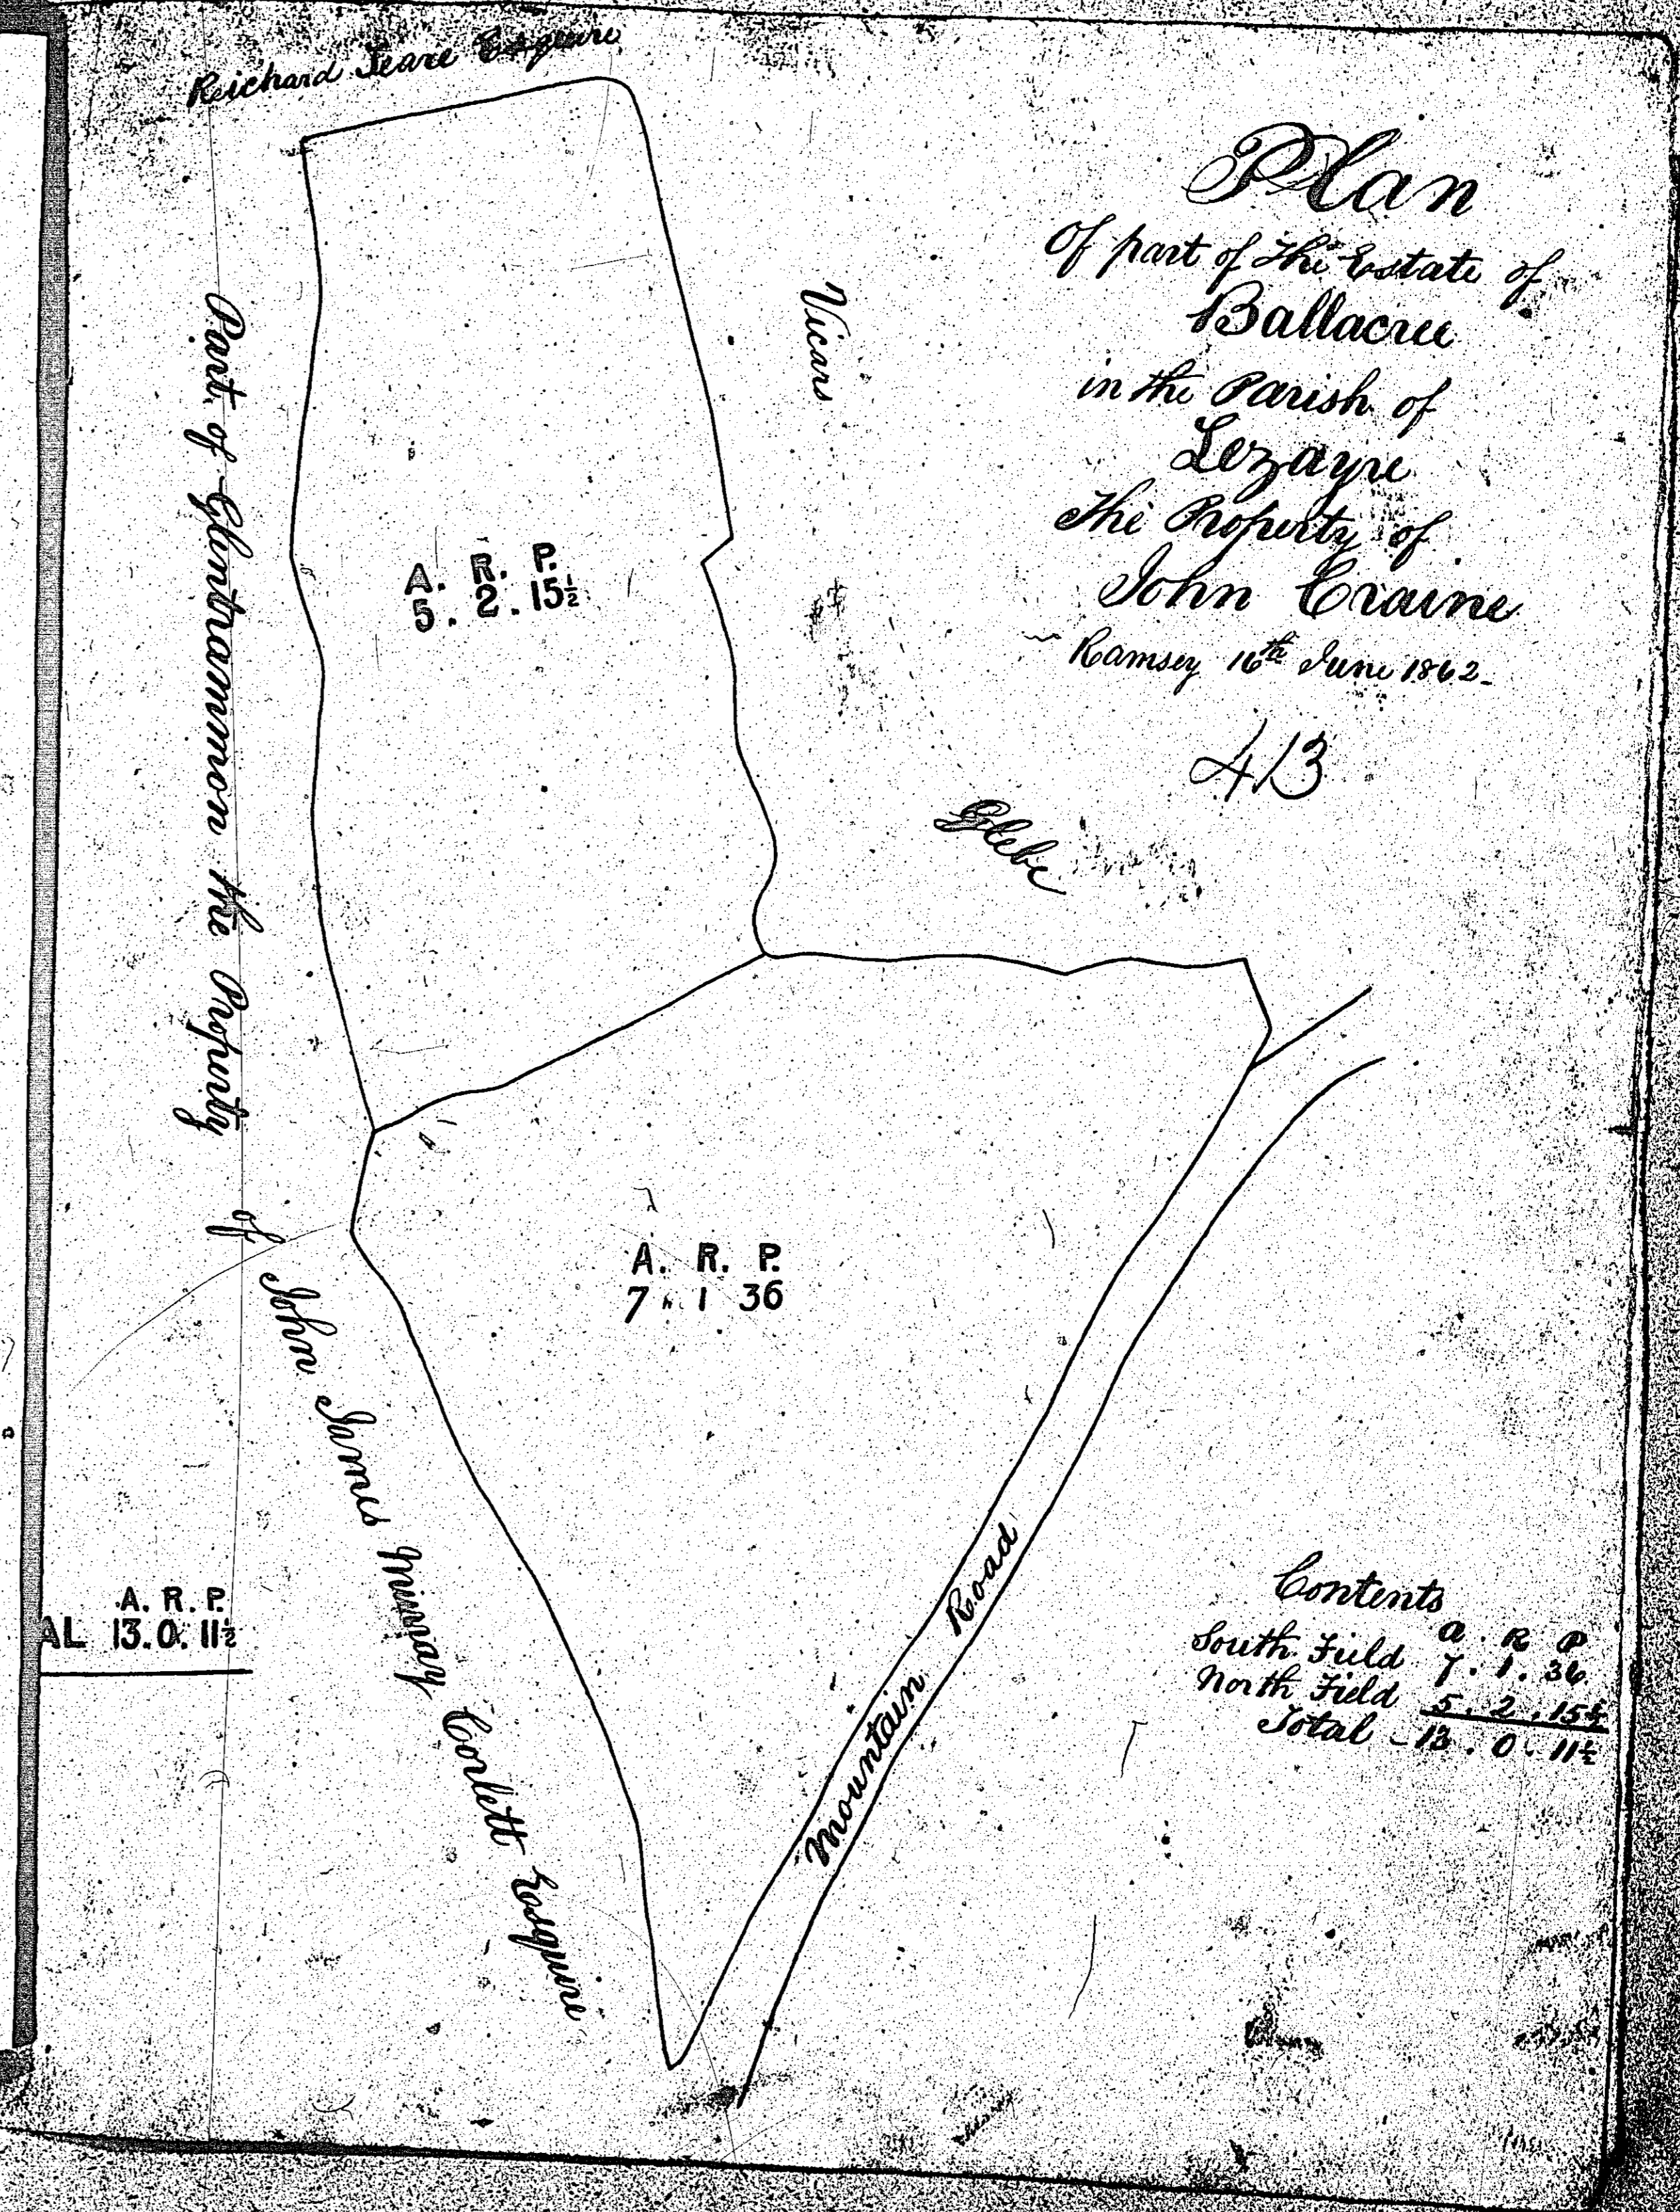 Reichard Teare Esqueire
Plan
Of part of The Estate of
Ballacree
in the Parish of
Lezayre
The Property of
John Craine
Ramsey 16th June 1862-
413
Vicars
Glebe
Part of Glentrammon the Property of John James Murray Corlett Esquire
A. R. P.
5. 2. 15½
A. R. P.
7 . 1 36
Mountain Road
A. R. P.
AL 13. 0. 11½
Contents
a . R P
South Field 7. 1. 36
North Field 5. 2. 15½
Total - 13. 0. 11½